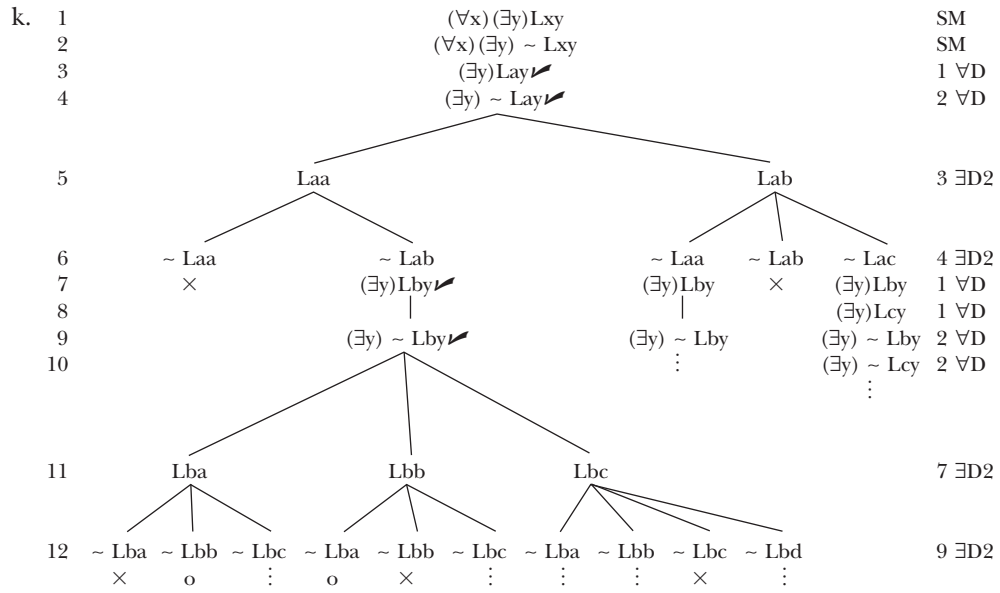 k. 1 (∀x)(∃y)Lxy SM
2 (∀x)(∃y) ~ Lxy SM
3 (∃y)Lay✔ 1 ∀D
4 (∃y) ~ Lay✔ 2 ∀D
5 Laa Lab 3 ∃D2
6 ~ Laa ~ Lab ~ Laa ~ Lab ~ Lac 4 ∃D2
7 × (∃y)Lby✔ (∃y)Lby × (∃y)Lby 1 ∀D
8 (∃y)Lcy 1 ∀D
9 (∃y) ~ Lby✔ (∃y) ~ Lby (∃y) ~ Lby 2 ∀D
10 ⋮ (∃y) ~ Lcy 2 ∀D
⋮
11 Lba Lbb Lbc 7 ∃D2
12 ~ Lba ~ Lbb ~ Lbc ~ Lba ~ Lbb ~ Lbc ~ Lba ~ Lbb ~ Lbc ~ Lbd 9 ∃D2
× o ⋮ o × ⋮ ⋮ ⋮ × ⋮